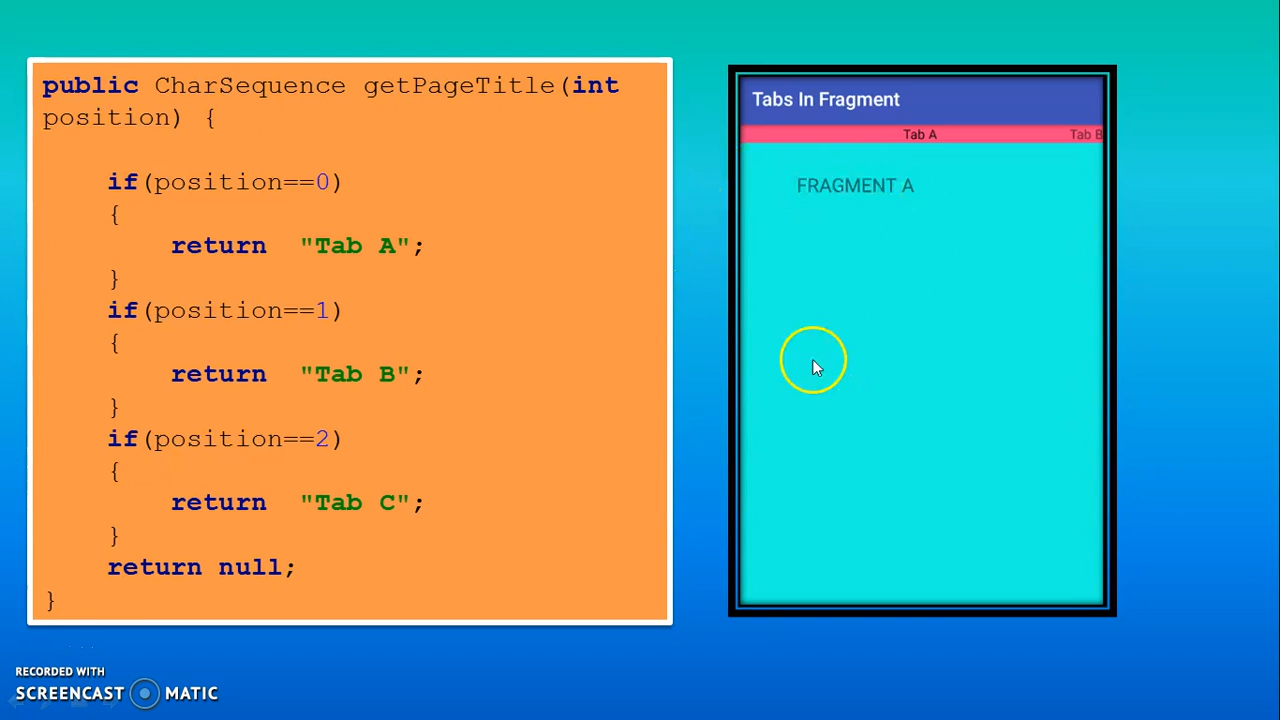 public CharSequence getPageTitle(int
position) {
if(position==0)
{
return "Tab A";
}
if(position==1)
{
return "Tab B";
}
if(position==2)
{
return "Tab C";
}
return null;
}
Tabs In Fragment
Tab A Tab B
FRAGMENT A
RECORDED WITH
SCREENCAST MATIC